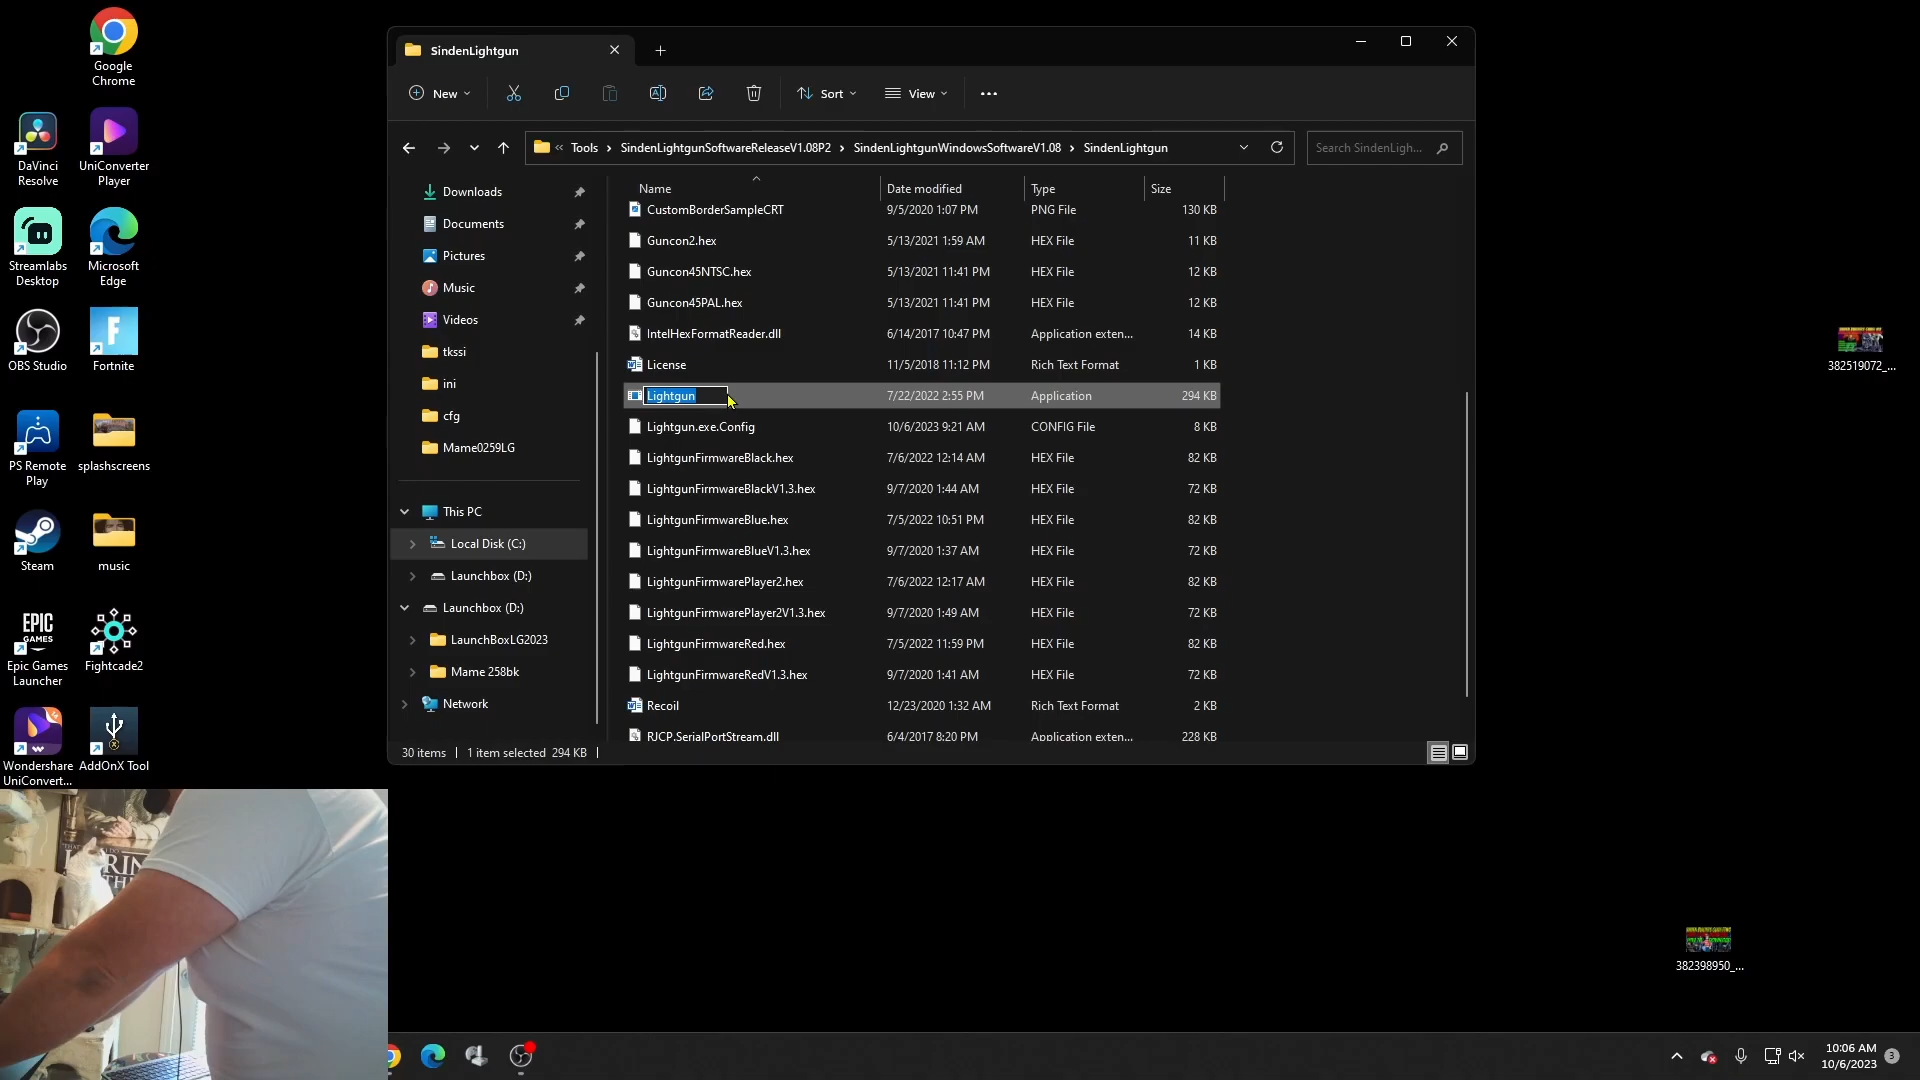 Google
Chrome
DaVinci
Resolve
UniConverter
Player
Streamlabs
Desktop
Microsoft
Edge
OBS Studio
Fortnite
PS Remote
Play
splashscreens
Steam
music
EPIC
GAMES
Epic Games
Launcher
Fightcade2
Wondershare
UniConvert...
AddOnX Tool
SindenLightgun
New
Sort
View
« Tools > SindenLightgunSoftwareReleaseV1.08P2 > SindenLightgunWindowsSoftwareV1.08 > SindenLightgun
Search SindenLigh...
Downloads
Documents
Pictures
Music
Videos
tkssi
ini
cfg
Mame0259LG
This PC
Local Disk (C:)
Launchbox (D:)
Launchbox (D:)
LaunchBoxLG2023
Mame 258bk
Network
Name Date modified Type Size
CustomBorderSampleCRT 9/5/2020 1:07 PM PNG File 130 KB
Guncon2.hex 5/13/2021 1:59 AM HEX File 11 KB
Guncon45NTSC.hex 5/13/2021 11:41 PM HEX File 12 KB
Guncon45PAL.hex 5/13/2021 11:41 PM HEX File 12 KB
IntelHexFormatReader.dll 6/14/2017 10:47 PM Application exten... 14 KB
License 11/5/2018 11:12 PM Rich Text Format 1 KB
Lightgun 7/22/2022 2:55 PM Application 294 KB
Lightgun.exe.Config 10/6/2023 9:21 AM CONFIG File 8 KB
LightgunFirmwareBlack.hex 7/6/2022 12:14 AM HEX File 82 KB
LightgunFirmwareBlackV1.3.hex 9/7/2020 1:44 AM HEX File 72 KB
LightgunFirmwareBlue.hex 7/5/2022 10:51 PM HEX File 82 KB
LightgunFirmwareBlueV1.3.hex 9/7/2020 1:37 AM HEX File 72 KB
LightgunFirmwarePlayer2.hex 7/6/2022 12:17 AM HEX File 82 KB
LightgunFirmwarePlayer2V1.3.hex 9/7/2020 1:49 AM HEX File 72 KB
LightgunFirmwareRed.hex 7/5/2022 11:59 PM HEX File 82 KB
LightgunFirmwareRedV1.3.hex 9/7/2020 1:41 AM HEX File 72 KB
Recoil 12/23/2020 1:32 AM Rich Text Format 2 KB
RJCP.SerialPortStream.dll 6/4/2017 8:20 PM Application exten... 228 KB
30 items | 1 item selected 294 KB |
382519072_...
382398950_...
10:06 AM
10/6/2023
3